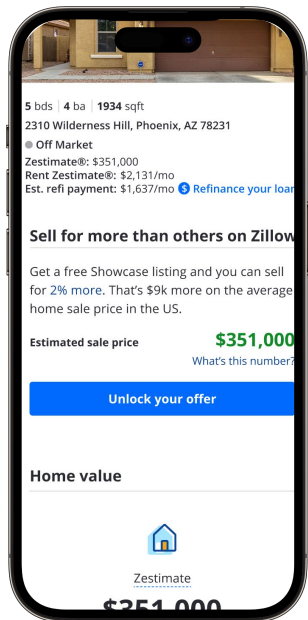 5 bds | 4 ba | 1934 sqft
2310 Wilderness Hill, Phoenix, AZ 78231
Off Market
Zestimate®: $351,000
Rent Zestimate®: $2,131/mo
Est. refi payment: $1,637/mo $ Refinance your loan
Sell for more than others on Zillow
Get a free Showcase listing and you can sell
for 2% more. That’s $9k more on the average
home sale price in the US.
Estimated sale price $351,000
What’s this number?
Unlock your offer
Home value
Zestimate
$351,000